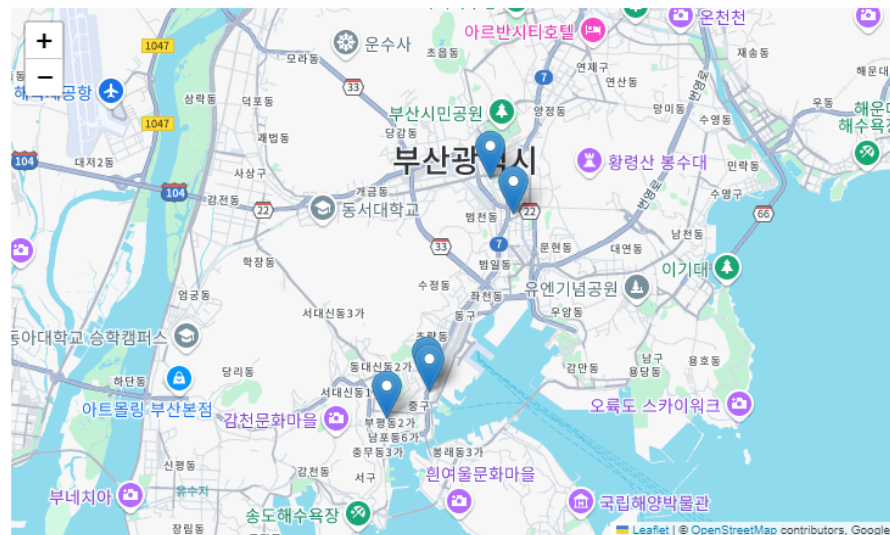 +
−
1047
운수사
모라동
초읍동
아르반시티호텔
온천천
재송동
연제구
연산동
해운대
33
7
삼락동
덕포동
부산시민공원
양정동
망미동
수영동
우동
해운대
해수욕장
1047
괘법동
당감동
번영로
104
대저2동
사상구
부산광역시
황령산 봉수대
민락동
104
감전동
개금동
수영구
22
동서대학교
범천동
22
번영로
66
33
7
문현동
대연동
남천동
학장동
범일동
이기대
엄궁동
수정동
좌천동
유엔기념공원
서대신동3가
동구
우암동
동아대학교 승학캠퍼스
초량동
동대신동2가
감만동
남구
용당동
용호동
하단동
당리동
서대신동1
아트몰링 부산본점
감천문화마을
중구
오륙도 스카이워크
부평동2가
남포동6가
충무동3가
봉래동3가
신평동
감천동
서구
흰여울문화마을
부네치아
유수지
송도해수욕장
국립해양박물관
장림동
Leaflet | © OpenStreetMap contributors, Google